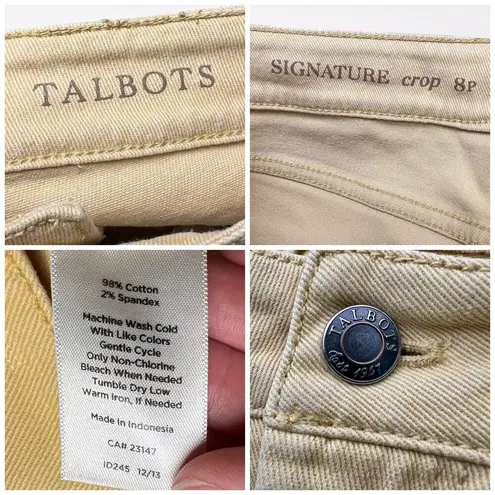 TALBOTS
SIGNATURE crop 8P
98% Cotton
2% Spandex
Machine Wash Cold
With Like Colors
Gentle Cycle
Only Non-Chlorine
Bleach When Needed
Tumble Dry Low
Warm Iron, If Needed
Made in Indonesia
CA# 23147
ID245 12/13
TALBOTS
Est. 1947